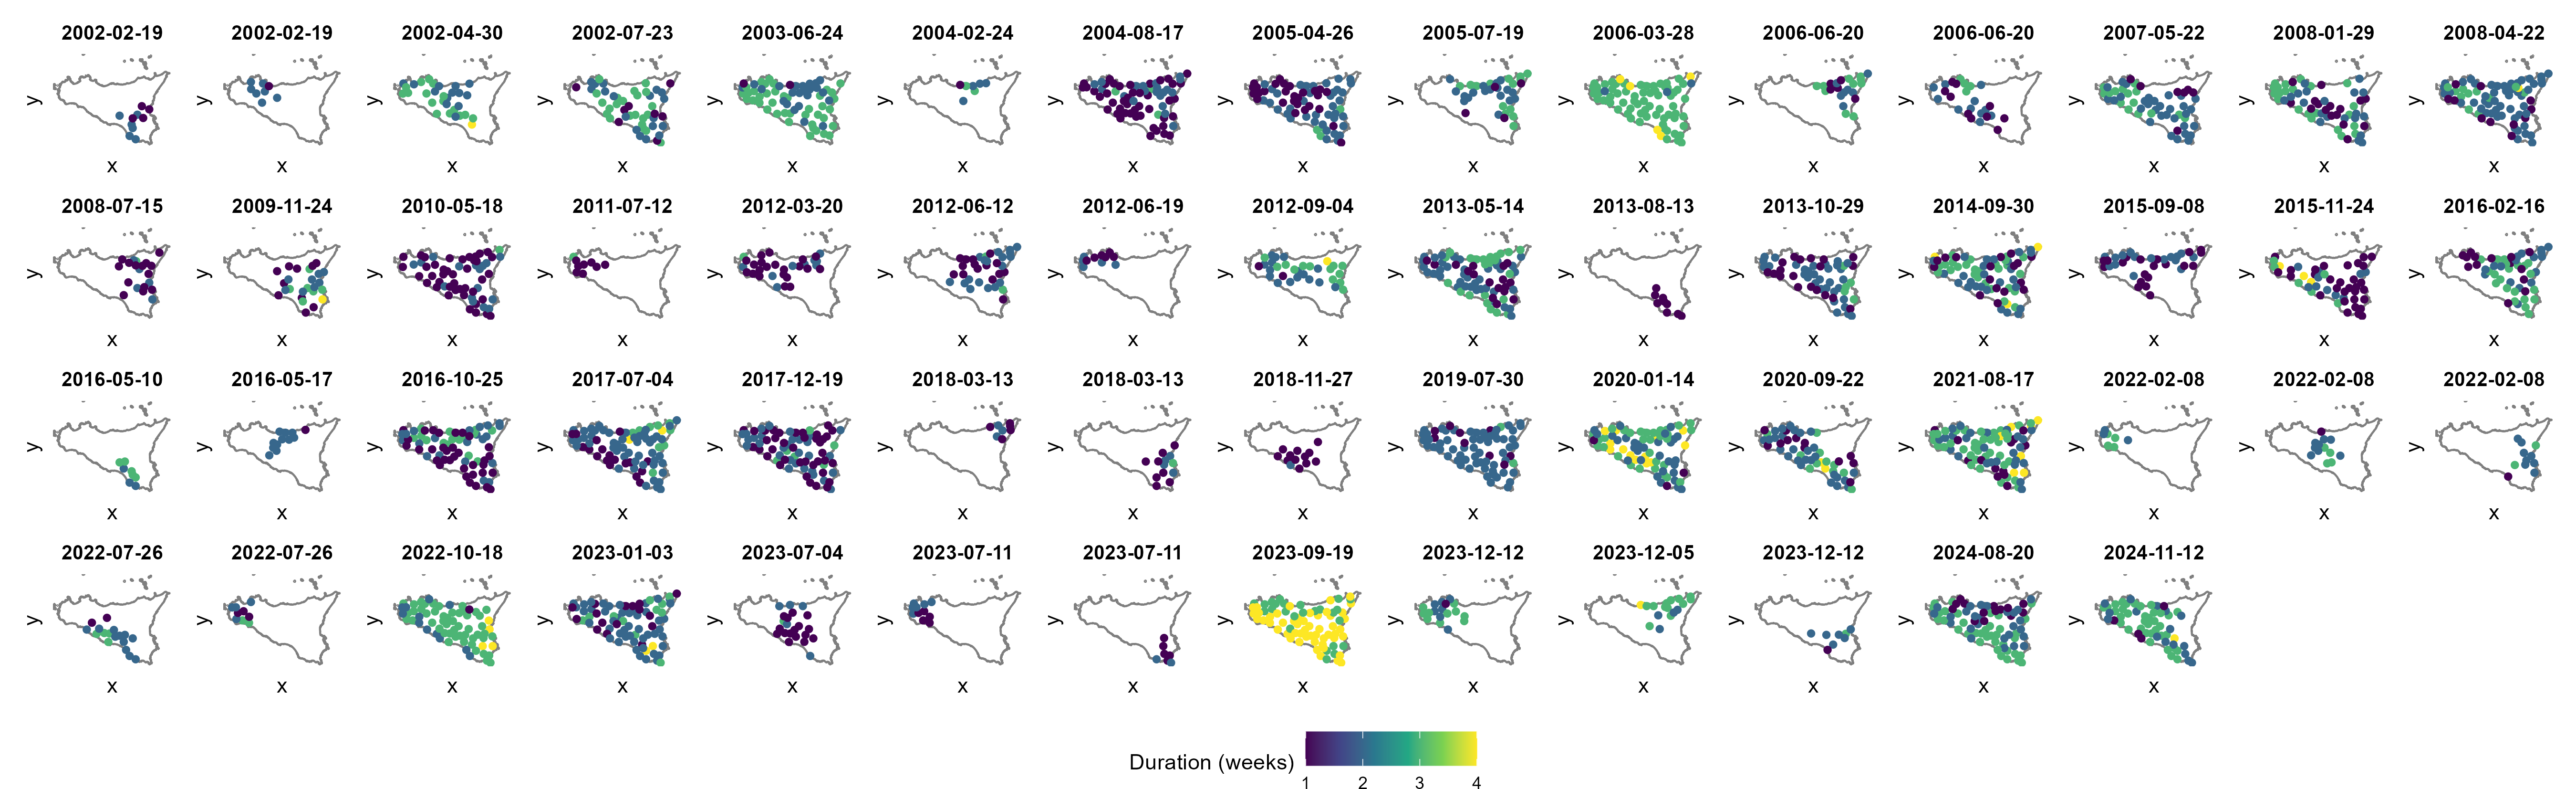 2002-02-19 2002-02-19 2002-04-30 2002-07-23 2003-06-24 2004-02-24 2004-08-17 2005-04-26 2005-07-19 2006-03-28 2006-06-20 2006-06-20 2007-05-22 2008-01-29 2008-04-22
y y y y y y y y y y y y y y y
x x x x x x x x x x x x x x x
2008-07-15 2009-11-24 2010-05-18 2011-07-12 2012-03-20 2012-06-12 2012-06-19 2012-09-04 2013-05-14 2013-08-13 2013-10-29 2014-09-30 2015-09-08 2015-11-24 2016-02-16
y y y y y y y y y y y y y y y
x x x x x x x x x x x x x x x
2016-05-10 2016-05-17 2016-10-25 2017-07-04 2017-12-19 2018-03-13 2018-03-13 2018-11-27 2019-07-30 2020-01-14 2020-09-22 2021-08-17 2022-02-08 2022-02-08 2022-02-08
y y y y y y y y y y y y y y y
x x x x x x x x x x x x x x x
2022-07-26 2022-07-26 2022-10-18 2023-01-03 2023-07-04 2023-07-11 2023-07-11 2023-09-19 2023-12-12 2023-12-05 2023-12-12 2024-08-20 2024-11-12
y y y y y y y y y y y y y
x x x x x x x x x x x x x
Duration (weeks)
1 2 3 4